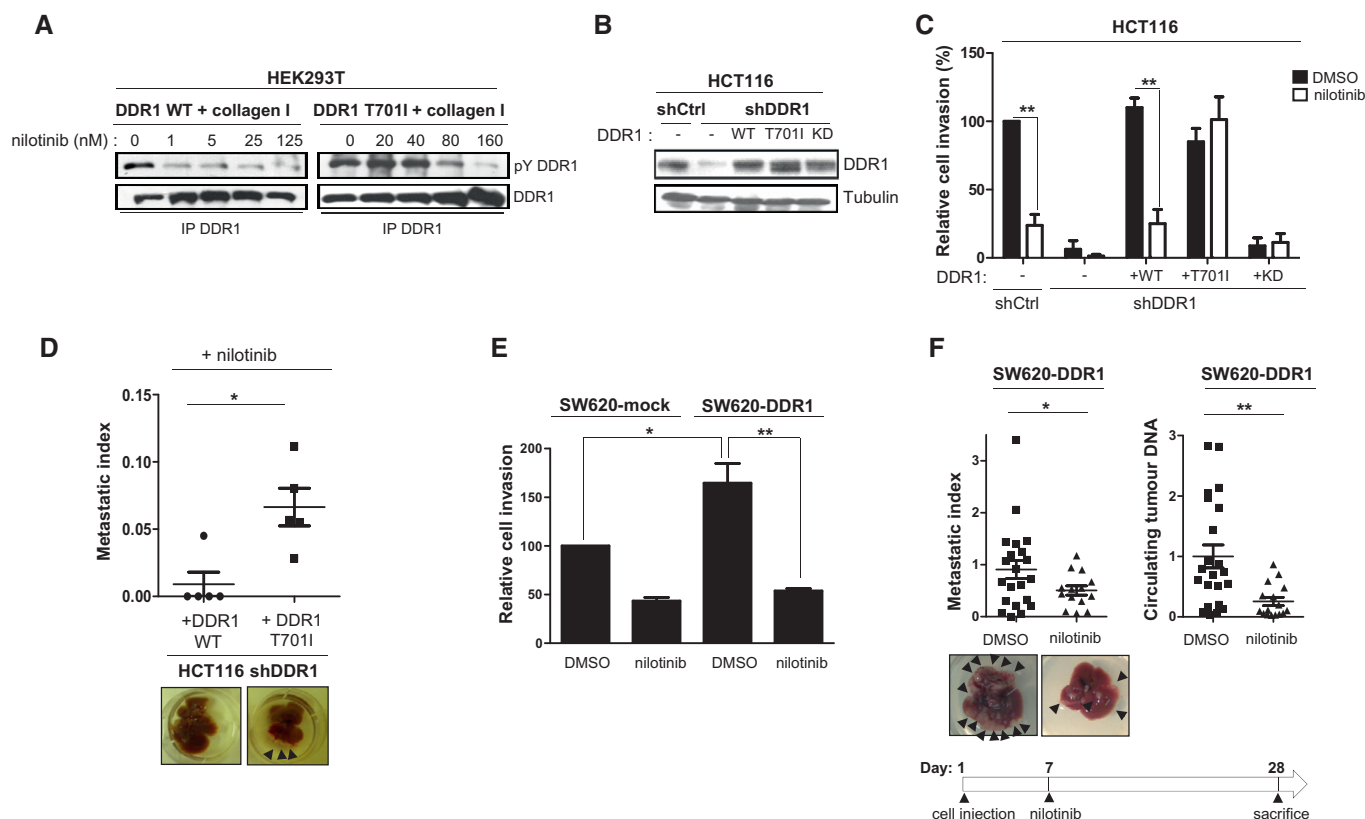 A
HEK293T
DDR1 WT + collagen I
DDR1 T701I + collagen I
nilotinib (nM) : 0 1 5 25 125
0 20 40 80 160
pY DDR1
DDR1
IP DDR1
IP DDR1
B
HCT116
shCtrl shDDR1
DDR1 : - - WT T701I KD
DDR1
Tubulin
C
HCT116
DMSO
nilotinib
Relative cell invasion (%)
150
100
50
0
** **
DDR1: - - +WT +T701I +KD
shCtrl shDDR1
D
+ nilotinib
*
Metastatic index
0.15
0.10
0.05
0.00
+DDR1 WT
+ DDR1 T701I
HCT116 shDDR1
E
SW620-mock SW620-DDR1
* **
Relative cell invasion
200
150
100
50
0
DMSO nilotinib DMSO nilotinib
F
SW620-DDR1
*
Metastatic index
4
3
2
1
0
DMSO nilotinib
SW620-DDR1
**
Circulating tumour DNA
3
2
1
0
DMSO nilotinib
Day: 1 7 28
cell injection nilotinib sacrifice